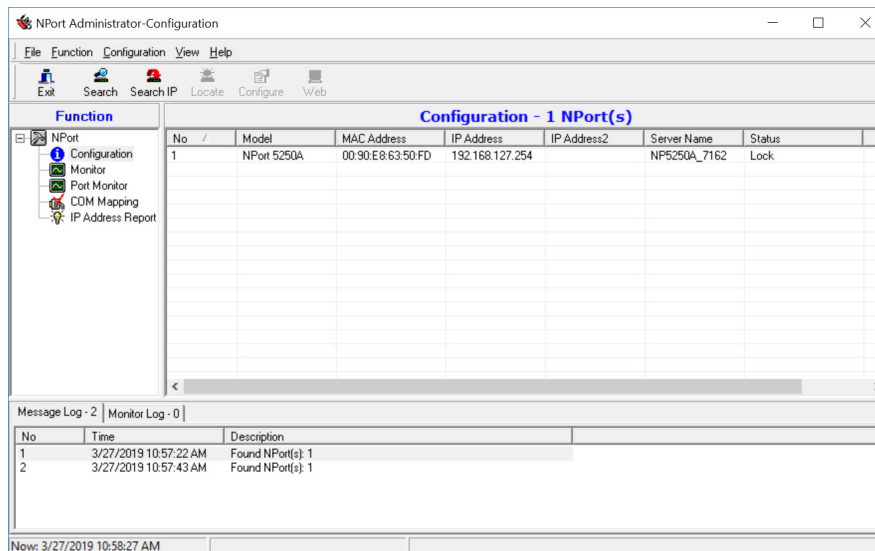 NPort Administrator-Configuration
File Function Configuration View Help
Exit Search Search IP Locate Configure Web
Function
Configuration - 1 NPort(s)
NPort
Configuration
Monitor
Port Monitor
COM Mapping
IP Address Report
No / Model MAC Address IP Address IP Address2 Server Name Status
1 NPort 5250A 00:90:E8:63:50:FD 192.168.127.254 NP5250A_7162 Lock
Message Log - 2 Monitor Log - 0
No Time Description
1 3/27/2019 10:57:22 AM Found NPort(s): 1
2 3/27/2019 10:57:43 AM Found NPort(s): 1
Now: 3/27/2019 10:58:27 AM